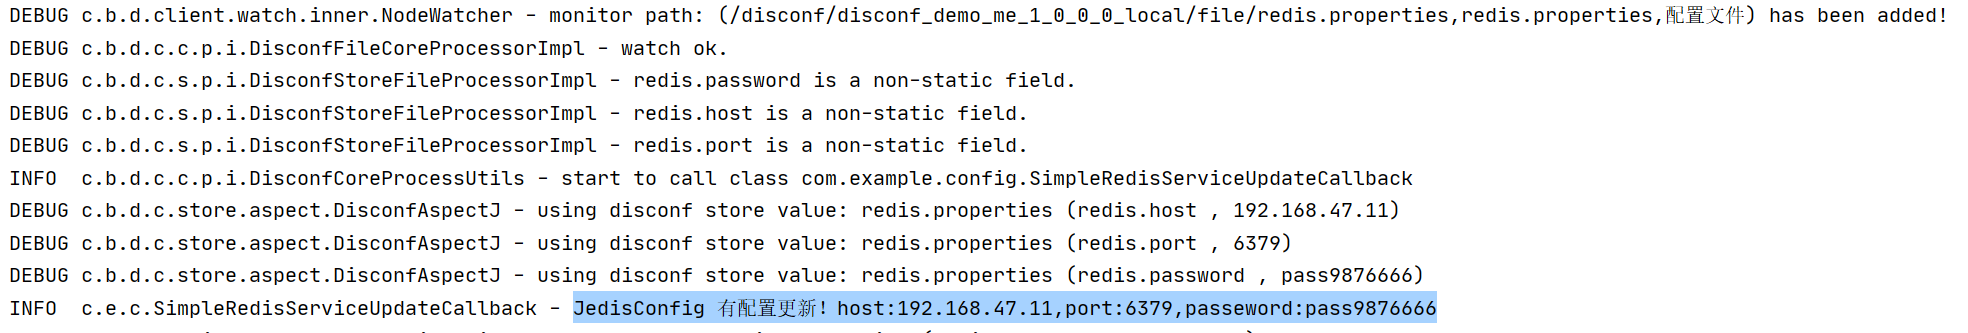 DEBUG c.b.d.client.watch.inner.NodeWatcher - monitor path: (/disconf/disconf_demo_me_1_0_0_0_local/file/redis.properties,redis.properties,配置文件) has been added!
DEBUG c.b.d.c.c.p.i.DisconfFileCoreProcessorImpl - watch ok.
DEBUG c.b.d.c.s.p.i.DisconfStoreFileProcessorImpl - redis.password is a non-static field.
DEBUG c.b.d.c.s.p.i.DisconfStoreFileProcessorImpl - redis.host is a non-static field.
DEBUG c.b.d.c.s.p.i.DisconfStoreFileProcessorImpl - redis.port is a non-static field.
INFO  c.b.d.c.c.p.i.DisconfCoreProcessUtils - start to call class com.example.config.SimpleRedisServiceUpdateCallback
DEBUG c.b.d.c.store.aspect.DisconfAspectJ - using disconf store value: redis.properties (redis.host , 192.168.47.11)
DEBUG c.b.d.c.store.aspect.DisconfAspectJ - using disconf store value: redis.properties (redis.port , 6379)
DEBUG c.b.d.c.store.aspect.DisconfAspectJ - using disconf store value: redis.properties (redis.password , pass9876666)
INFO  c.e.c.SimpleRedisServiceUpdateCallback - JedisConfig 有配置更新！host:192.168.47.11,port:6379,passeword:pass9876666